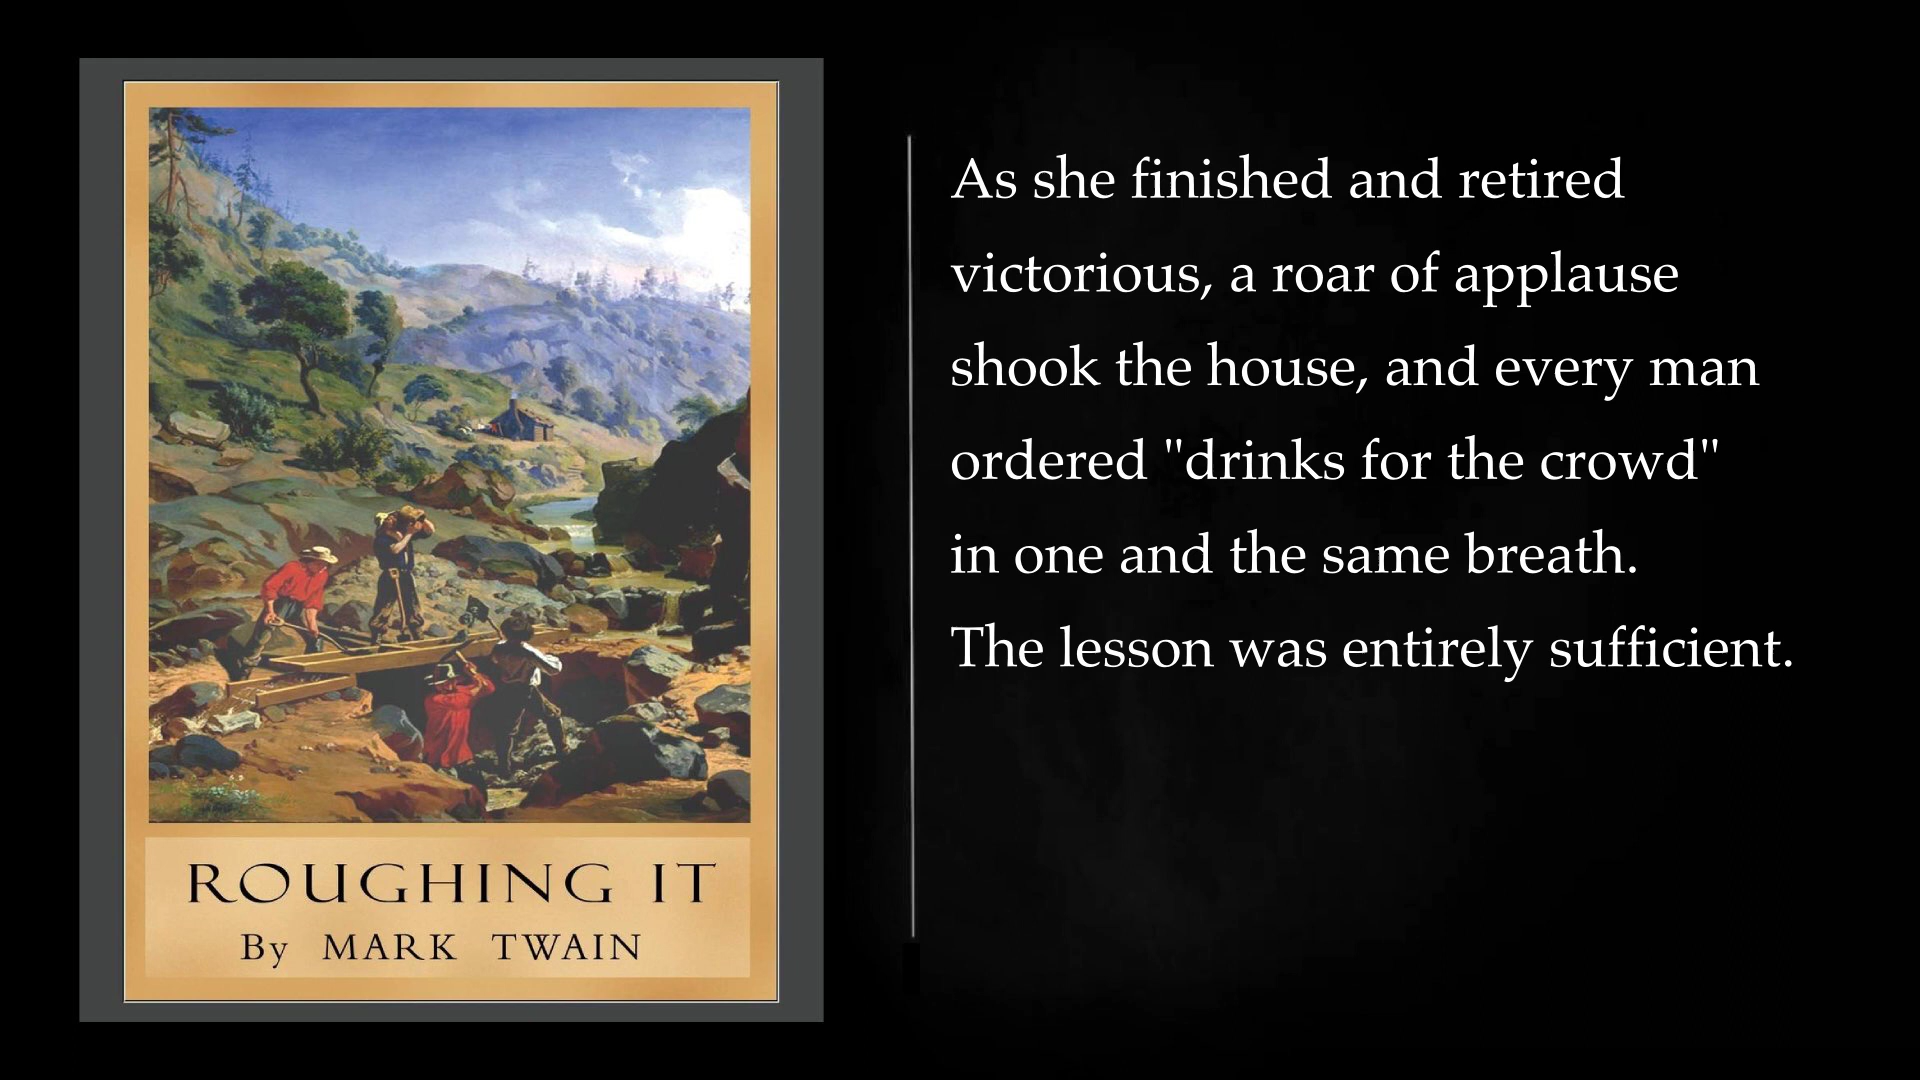 ROUGHING IT
By MARK TWAIN
As she finished and retired
victorious, a roar of applause
shook the house, and every man
ordered "drinks for the crowd"
in one and the same breath.
The lesson was entirely sufficient.